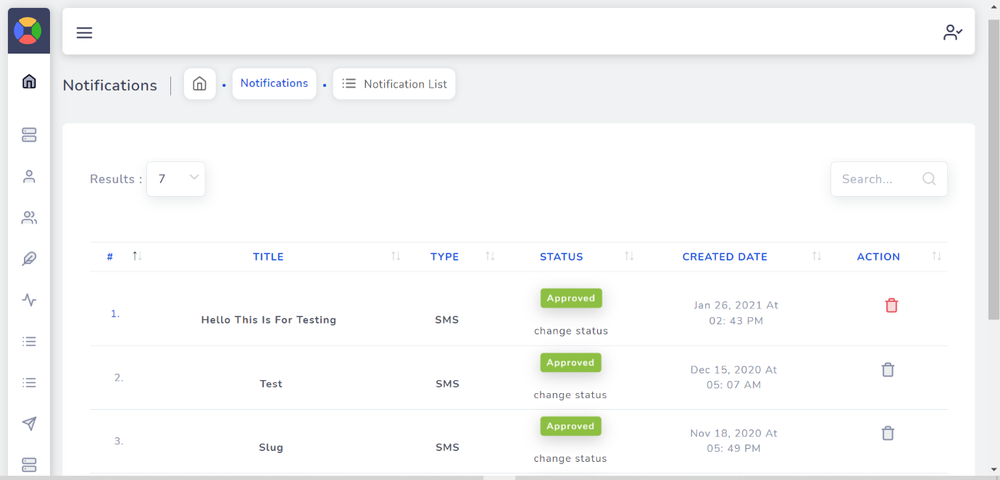 Notifications
Notifications
Notification List
Results :
7
Search...
# TITLE TYPE STATUS CREATED DATE ACTION
1. Hello This Is For Testing SMS Approved change status Jan 26, 2021 At 02: 43 PM
2. Test SMS Approved change status Dec 15, 2020 At 05: 07 AM
3. Slug SMS Approved change status Nov 18, 2020 At 05: 49 PM